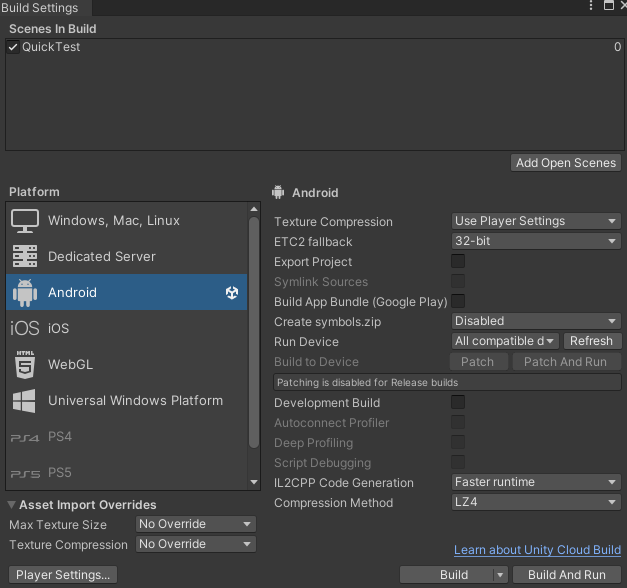 Build Settings
Scenes In Build
QuickTest 0
Add Open Scenes
Platform
Windows, Mac, Linux
Dedicated Server
Android
iOS iOS
HTML
5
WebGL
Universal Windows Platform
PS4 PS4
PS5 PS5
Asset Import Overrides
Max Texture Size No Override
Texture Compression No Override
Player Settings...
Android
Texture Compression Use Player Settings
ETC2 fallback 32-bit
Export Project
Symlink Sources
Build App Bundle (Google Play)
Create symbols.zip Disabled
Run Device All compatible d Refresh
Build to Device Patch Patch And Run
Patching is disabled for Release builds
Development Build
Autoconnect Profiler
Deep Profiling
Script Debugging
IL2CPP Code Generation Faster runtime
Compression Method LZ4
Learn about Unity Cloud Build
Build Build And Run